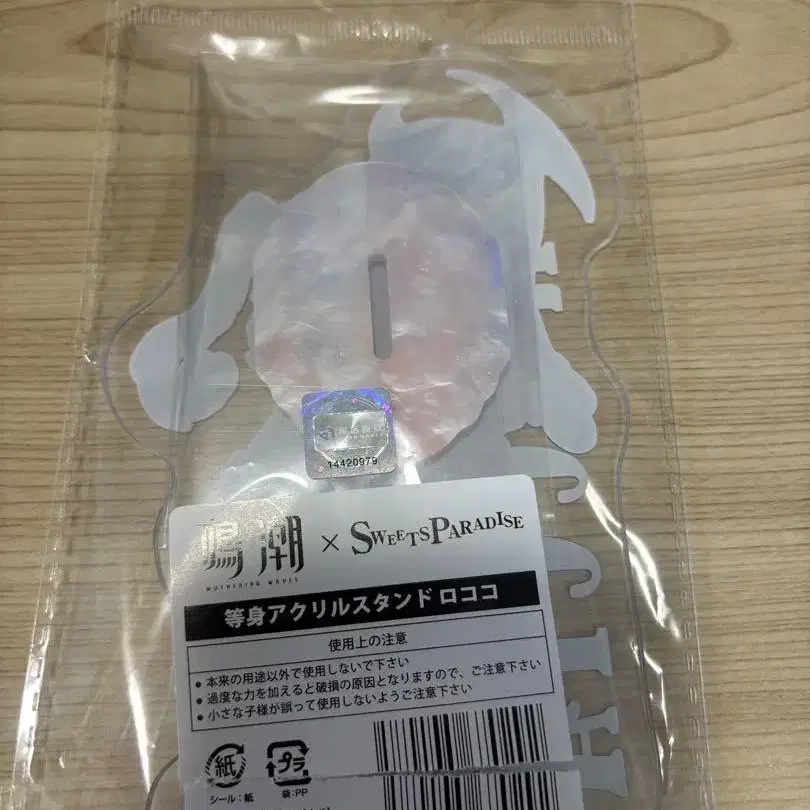 14420979
鳴潮 × SWEETSPARADISE
WUTHERING WAVES
等身アクリルスタンド ロココ
使用上の注意
• 本来の用途以外で使用しないで下さい
• 過度な力を加えると破損の原因となりますので、ご注意下さい
• 小さな子様が誤って使用しないようご注意下さい
紙 プラ
シール：紙 袋：PP